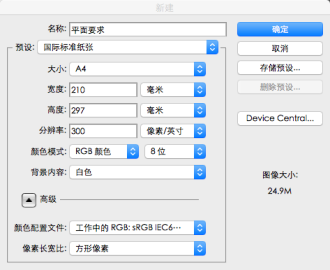 新建
名称: 平面要求
确定
预设: 国际标准纸张
取消
大小: A4
存储预设...
宽度: 210 毫米
删除预设...
高度: 297 毫米
分辨率: 300 像素/英寸
Device Central...
颜色模式: RGB 颜色 8 位
背景内容: 白色
图像大小:
24.9M
高级
颜色配置文件: 工作中的 RGB: sRGB IEC6⋯
像素长宽比: 方形像素